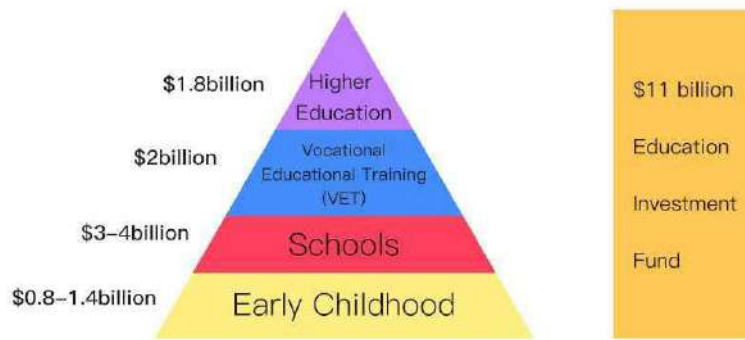 $1.8billion
Higher
Education
$2billion
Vocational
Educational Training
(VET)
$3–4billion
Schools
$0.8–1.4billion
Early Childhood
$11 billion
Education
Investment
Fund